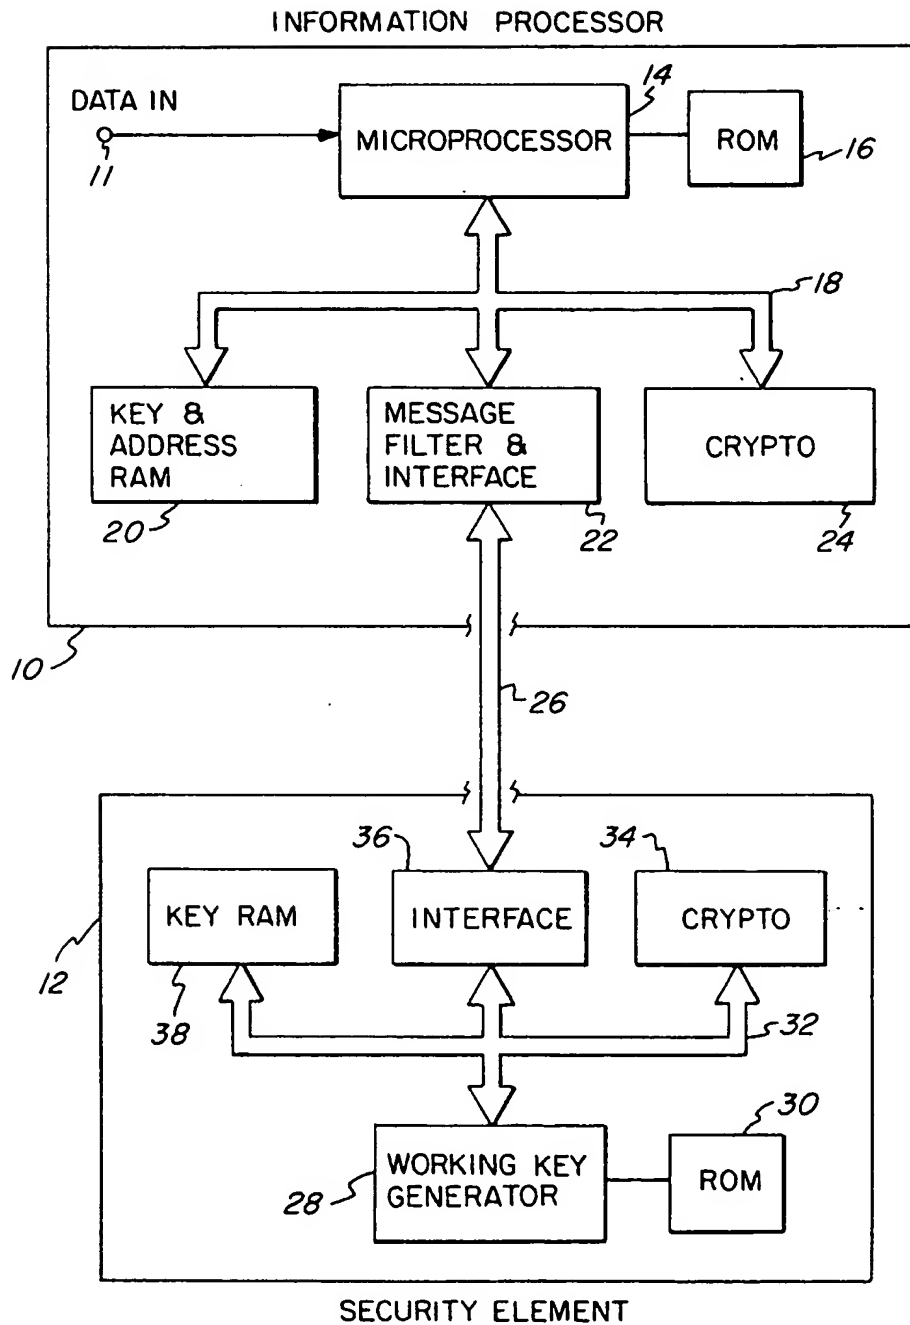 INFORMATION PROCESSOR
DATA IN
11
MICROPROCESSOR
14
ROM
16
18
KEY &
ADDRESS
RAM
20
MESSAGE
FILTER &
INTERFACE
22
CRYPTO
24
10
26
12
KEY RAM
38
36
INTERFACE
34
CRYPTO
32
WORKING KEY
GENERATOR
28
30
ROM
SECURITY ELEMENT